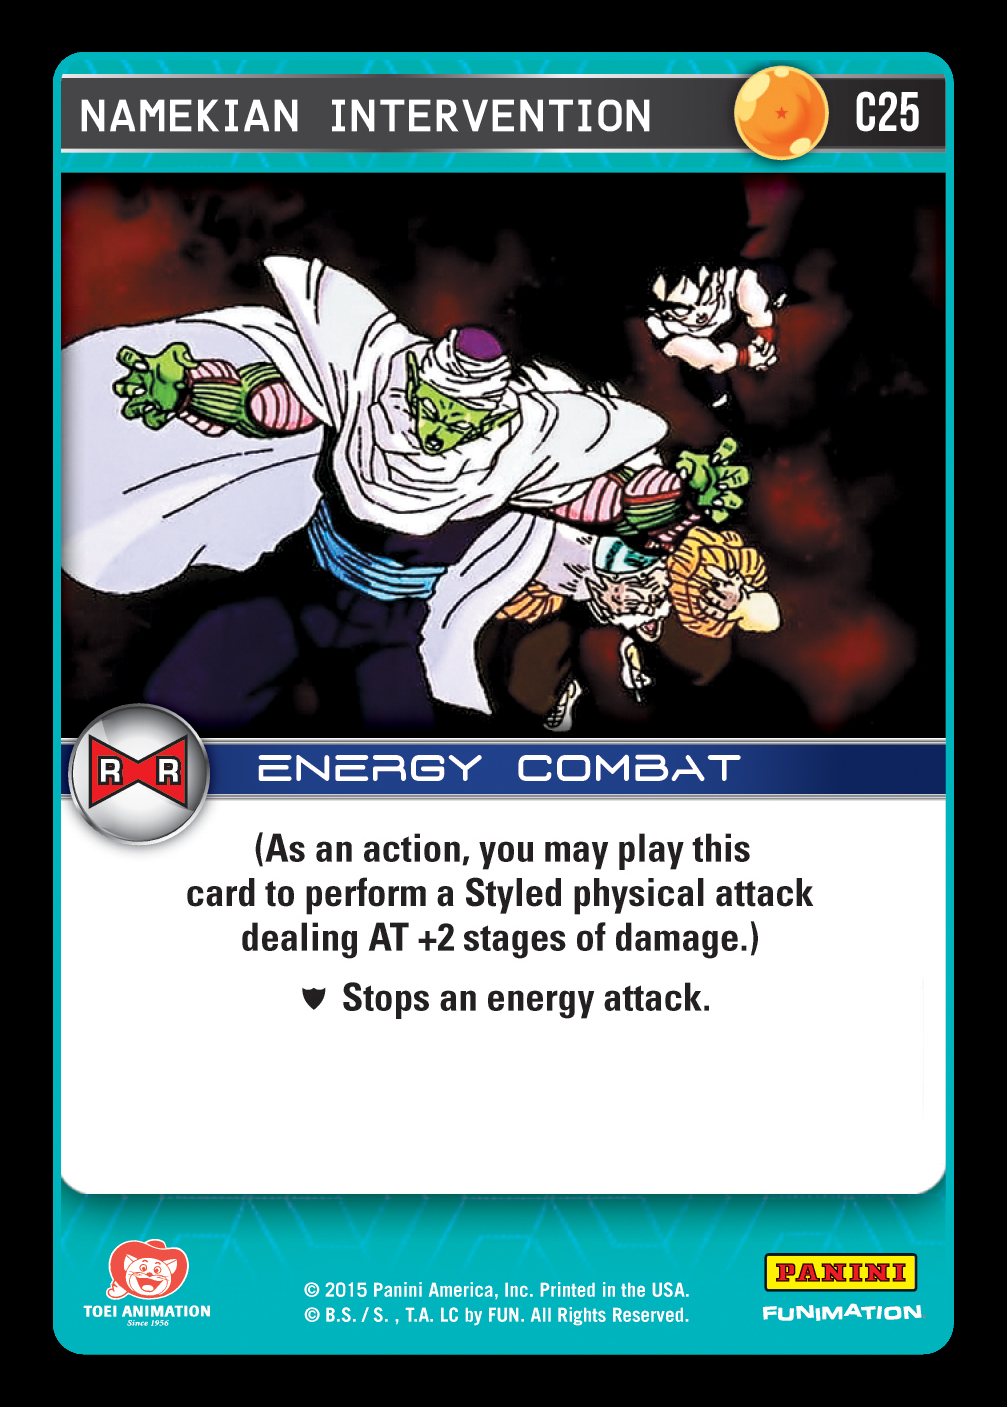 NAMEKIAN INTERVENTION
C25
R R
ENERGY COMBAT
(As an action, you may play this
card to perform a Styled physical attack
dealing AT +2 stages of damage.)
Stops an energy attack.
TOEI ANIMATION
Since 1956
© 2015 Panini America, Inc. Printed in the USA.
© B.S. / S. , T.A. LC by FUN. All Rights Reserved.
PANINI
FUNIMATION